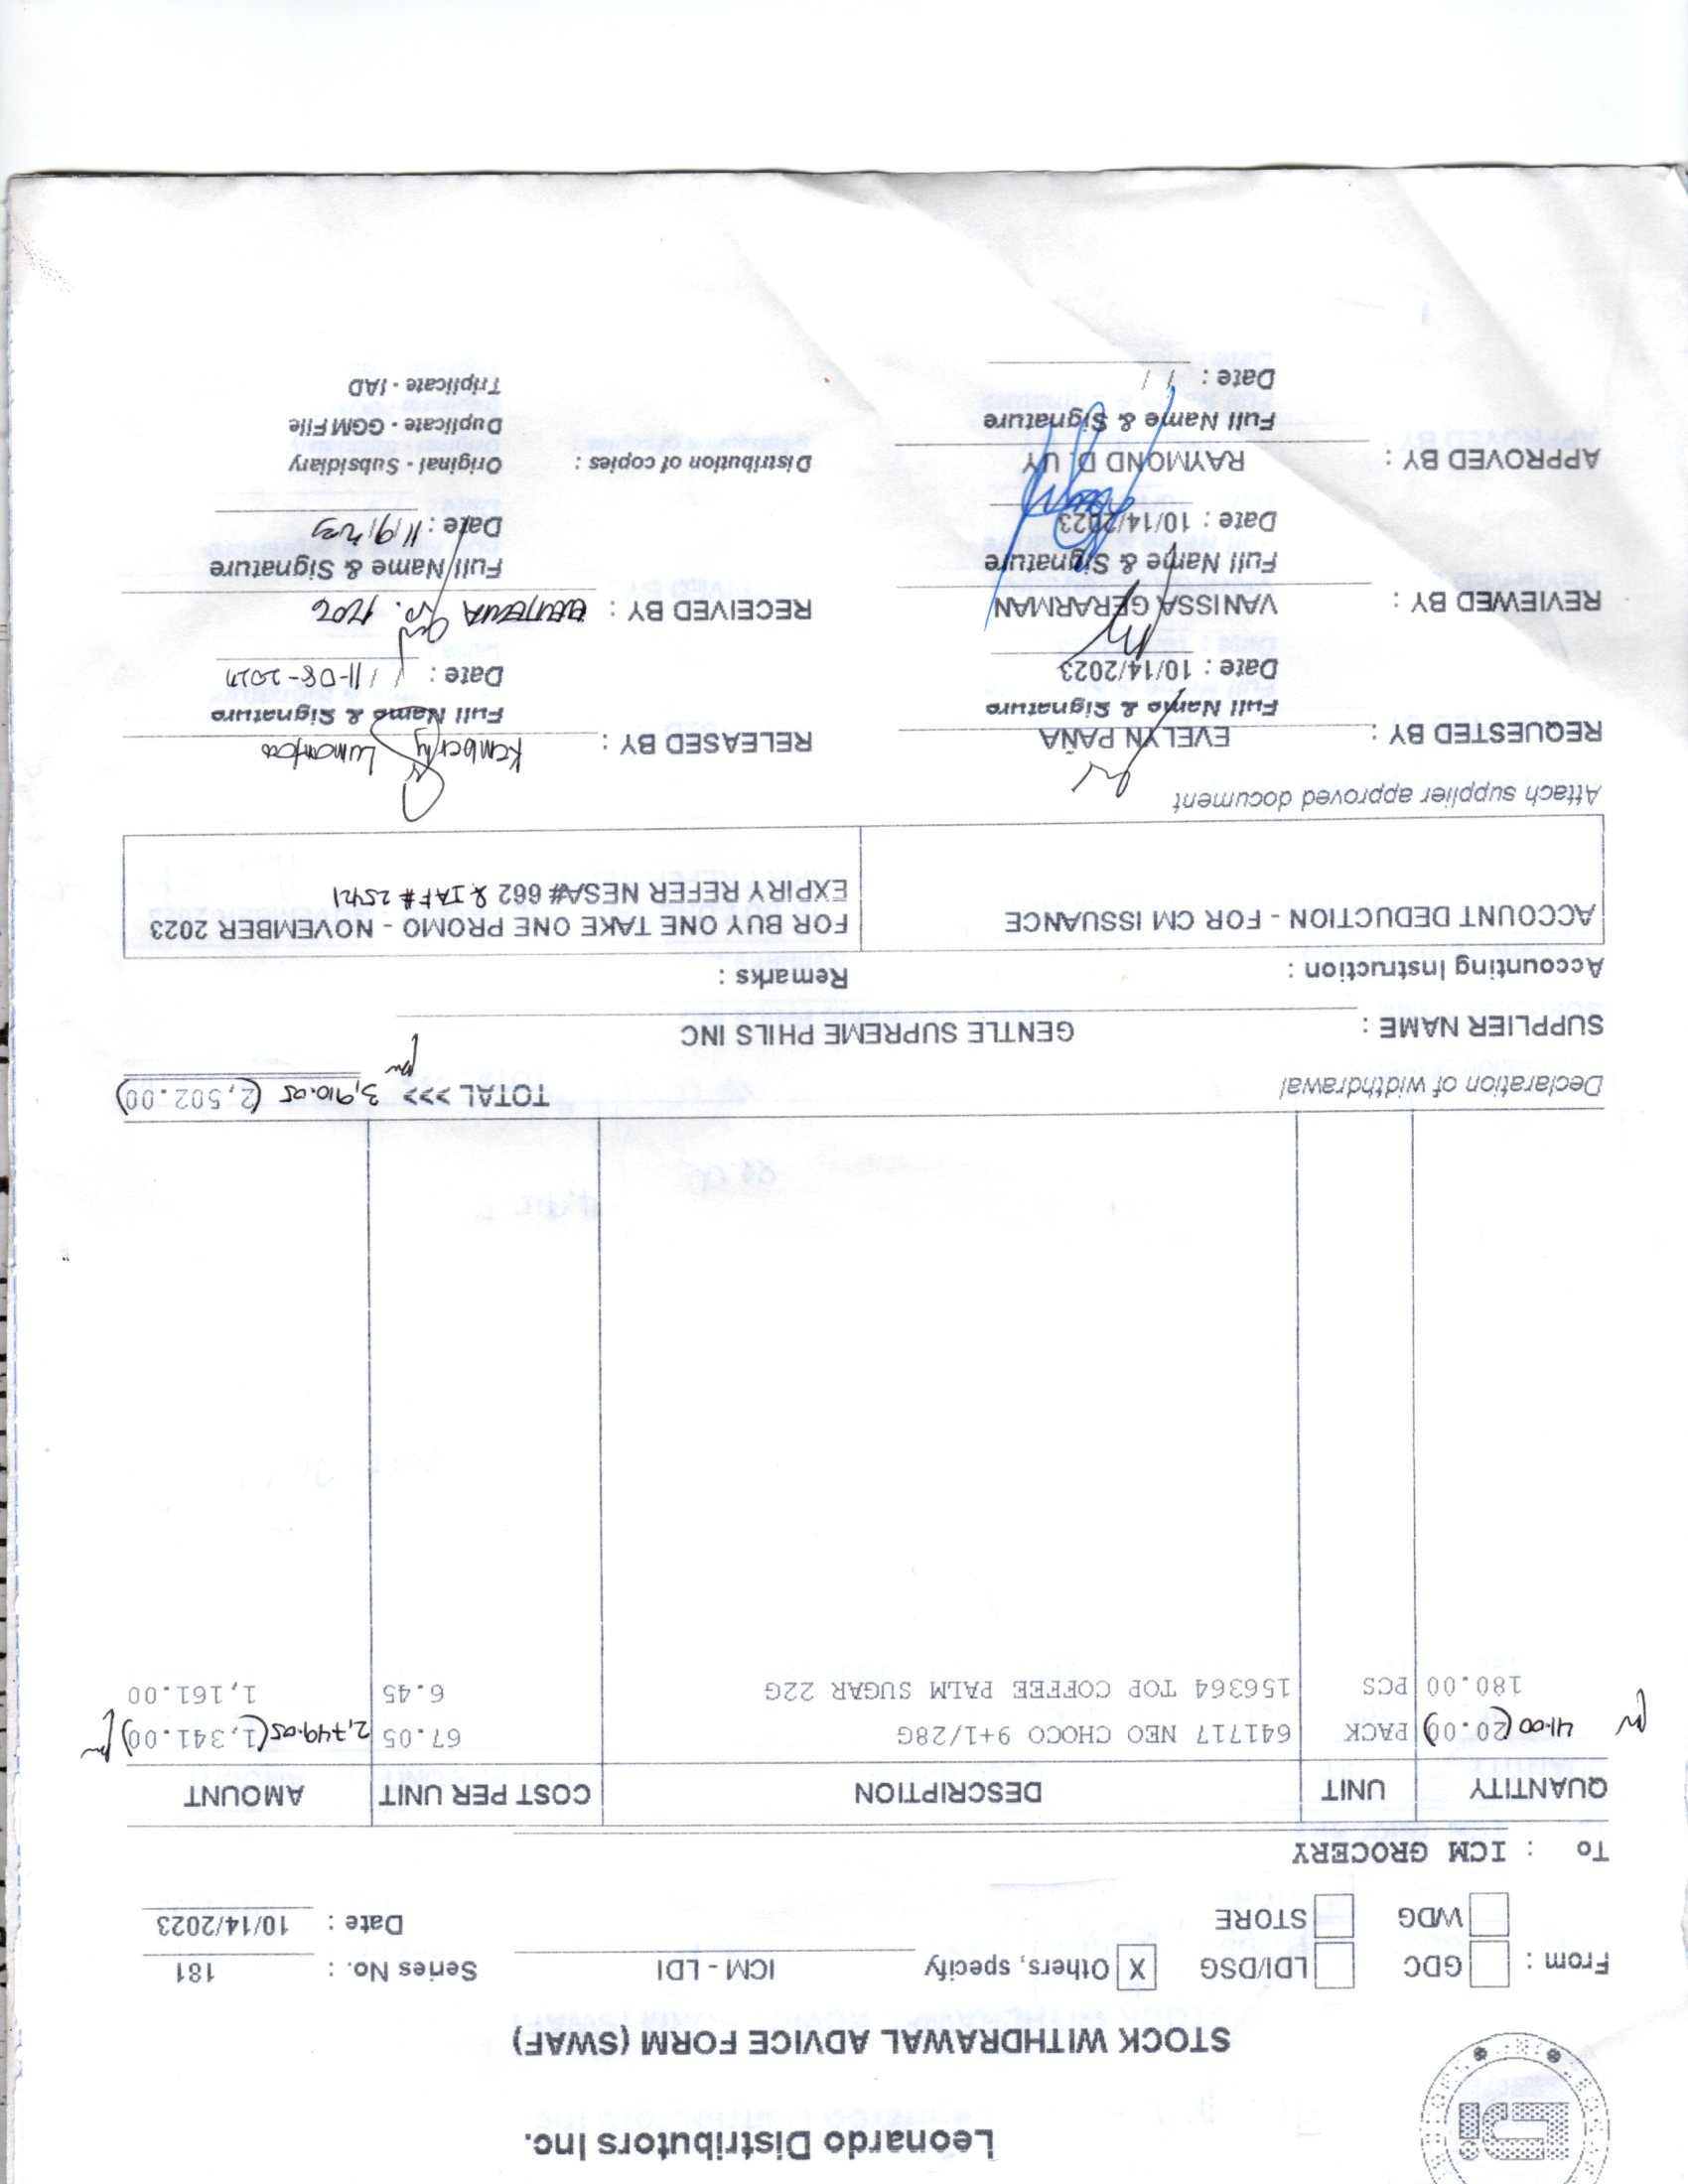 LDI
Leonardo Distributors Inc.
STOCK WITHDRAWAL ADVICE FORM (SWAF)
From : GDC LDI/DSG X Others, specify ICM - LDI Series No. : 181
WDG STORE Date : 10/14/2023
To : ICM GROCERY
QUANTITY UNIT DESCRIPTION COST PER UNIT AMOUNT
41.00 (20.00) PACK 641717 NEO CHOCO 9+1/28G 67.05 2,749.05 (1,341.00)
180.00 PCS 156364 TOP COFFEE PALM SUGAR 22G 6.45 1,161.00
Declaration of widthdrawal TOTAL >>> 3,910.05 (2,502.00)
SUPPLIER NAME : GENTLE SUPREME PHILS INC
Accounting Instruction : Remarks :
ACCOUNT DEDUCTION - FOR CM ISSUANCE FOR BUY ONE TAKE ONE PROMO - NOVEMBER 2023
EXPIRY REFER NESA# 662 & IAF# 25421
Attach supplier approved document
REQUESTED BY : EVELYN PAÑA RELEASED BY :
Full Name & Signature Full Name & Signature
Date : 10/14/2023 Date : / / 11-08-2023
REVIEWED BY : VANISSA GERARMAN RECEIVED BY :
Full Name & Signature Full Name & Signature
Date : 10/14/2023 Date : 11/9/23
APPROVED BY : RAYMOND D. UY Distribution of copies : Original - Subsidiary
Full Name & Signature Duplicate - GGM File
Date : / / Triplicate - IAD